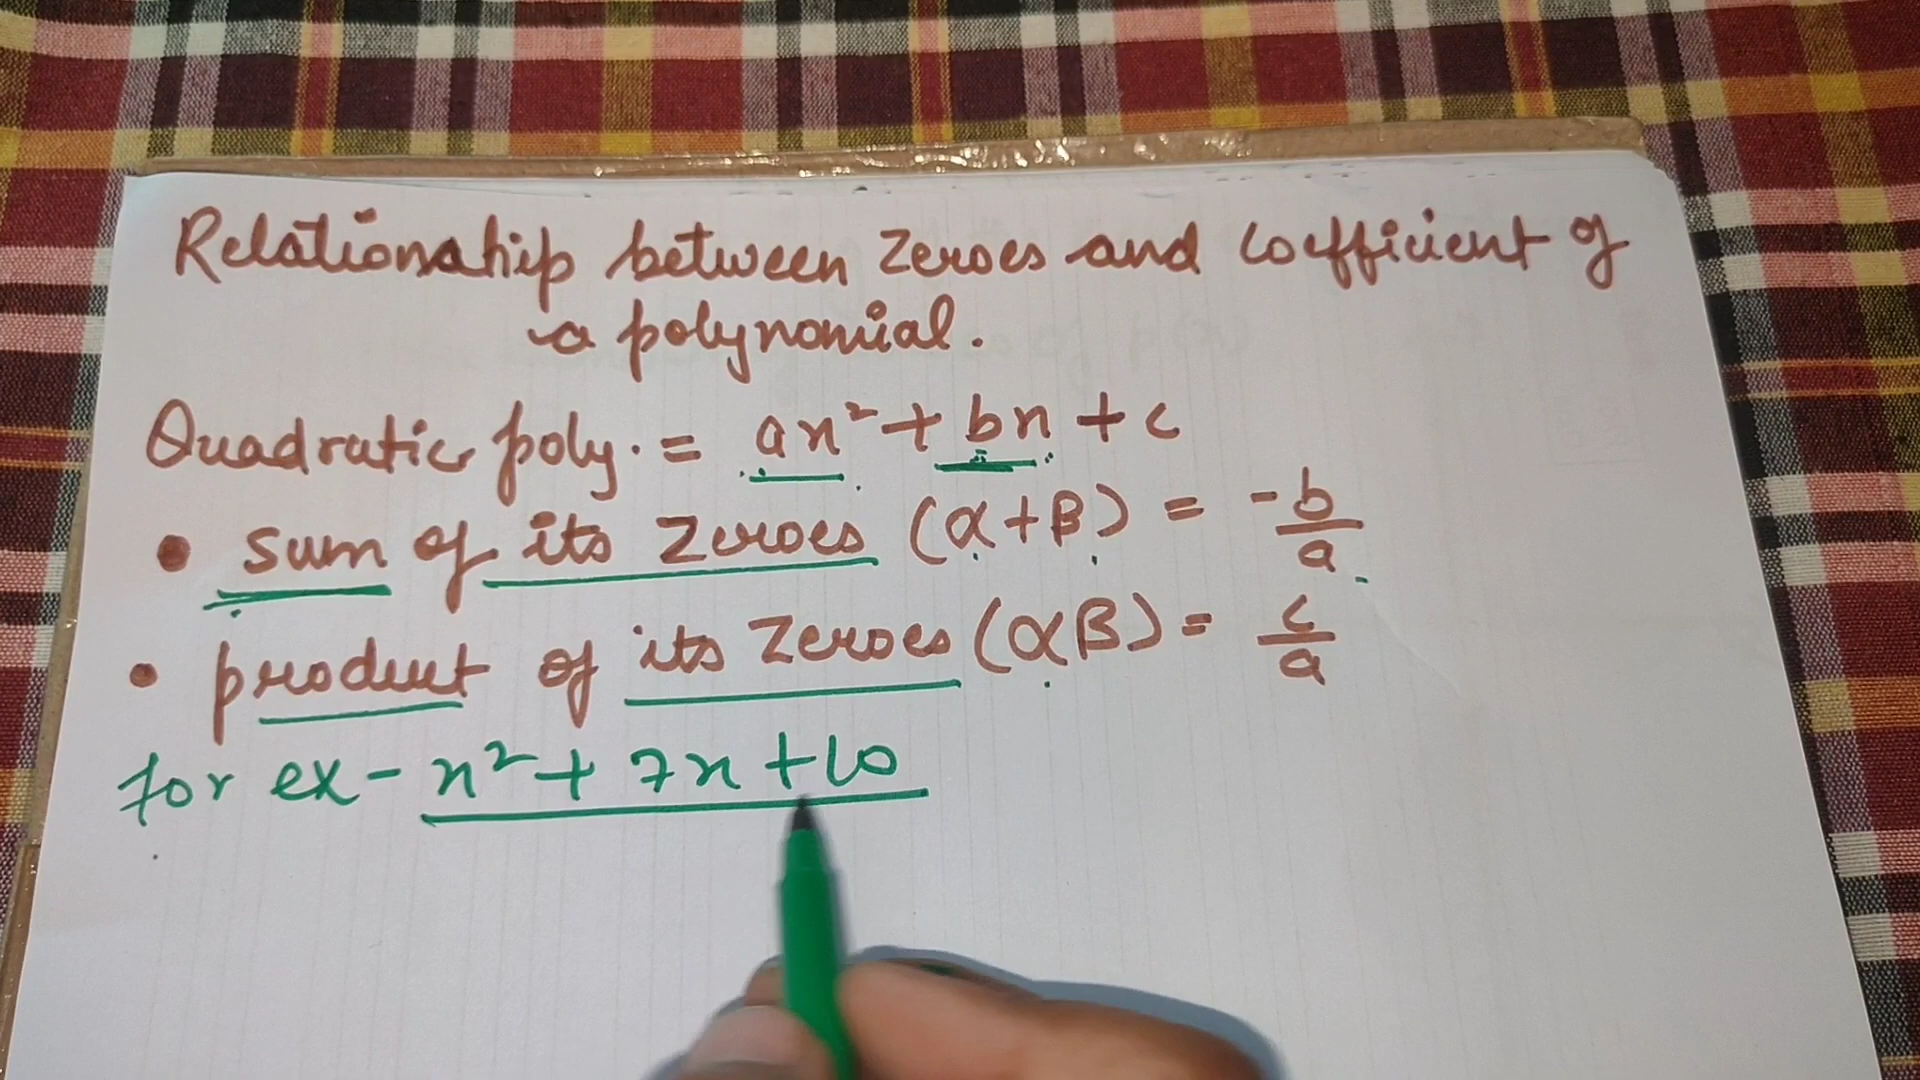 Relationship between Zeroes and Coefficient of
a polynomial.
Quadratic poly. = ax² + bx + c
• sum of its Zeroes (α+β) = -b/a
• product of its Zeroes (αβ) = c/a
for ex - x² + 7x + 10